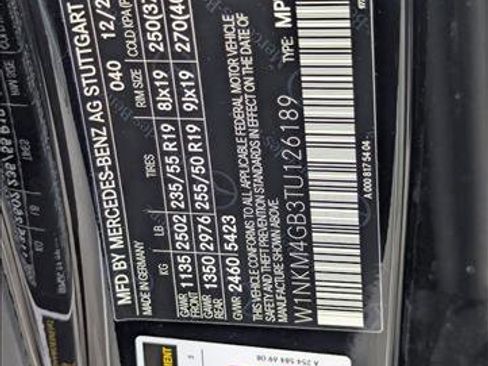 MFD BY MERCEDES-BENZ AG STUTTGART
MADE IN GERMANY
040
12/2
GAWR FRONT KG 1135 LB 2502 TIRES 235/55 R19 RIM SIZE 8Jx19 COLD KPA/(P 250(3
GAWR REAR 1350 2976 255/50 R19 9Jx19 270(4
GVWR 2460 5423
THIS VEHICLE CONFORMS TO ALL APPLICABLE FEDERAL MOTOR VEHICLE
SAFETY AND THEFT PREVENTION STANDARDS IN EFFECT ON THE DATE OF
MANUFACTURE SHOWN ABOVE.
TYPE: MP
W1NKM4GB3TU126189
A 000 817 54 04
A 254 584 69 08